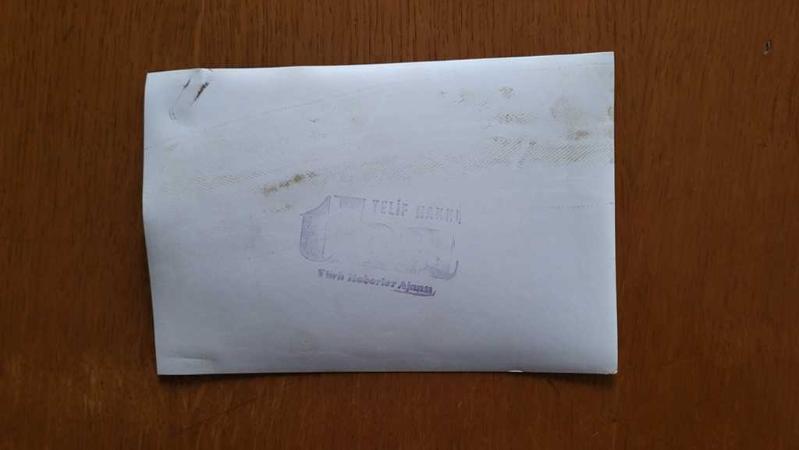 TELİF HAKKI
Türk Haberler Ajansı